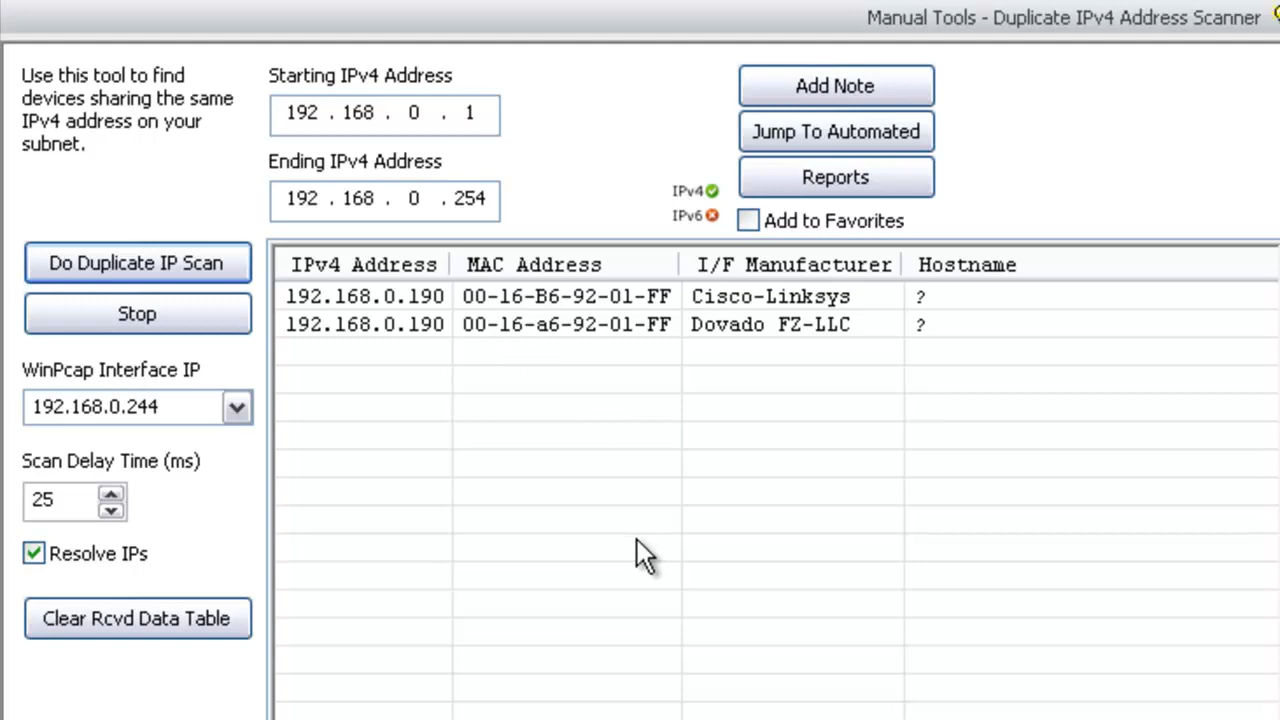 Manual Tools - Duplicate IPv4 Address Scanner
Use this tool to find
devices sharing the same
IPv4 address on your
subnet.
Starting IPv4 Address
192 . 168 . 0 . 1
Ending IPv4 Address
192 . 168 . 0 . 254
IPv4
IPv6
Add Note
Jump To Automated
Reports
Add to Favorites
Do Duplicate IP Scan
Stop
WinPcap Interface IP
192.168.0.244
Scan Delay Time (ms)
25
Resolve IPs
Clear Rcvd Data Table
IPv4 Address MAC Address I/F Manufacturer Hostname
192.168.0.190 00-16-B6-92-01-FF Cisco-Linksys ?
192.168.0.190 00-16-a6-92-01-FF Dovado FZ-LLC ?